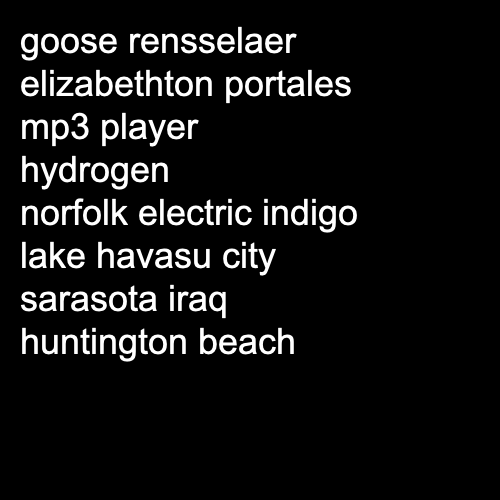 goose rensselaer
elizabethton portales
mp3 player
hydrogen
norfolk electric indigo
lake havasu city
sarasota iraq
huntington beach